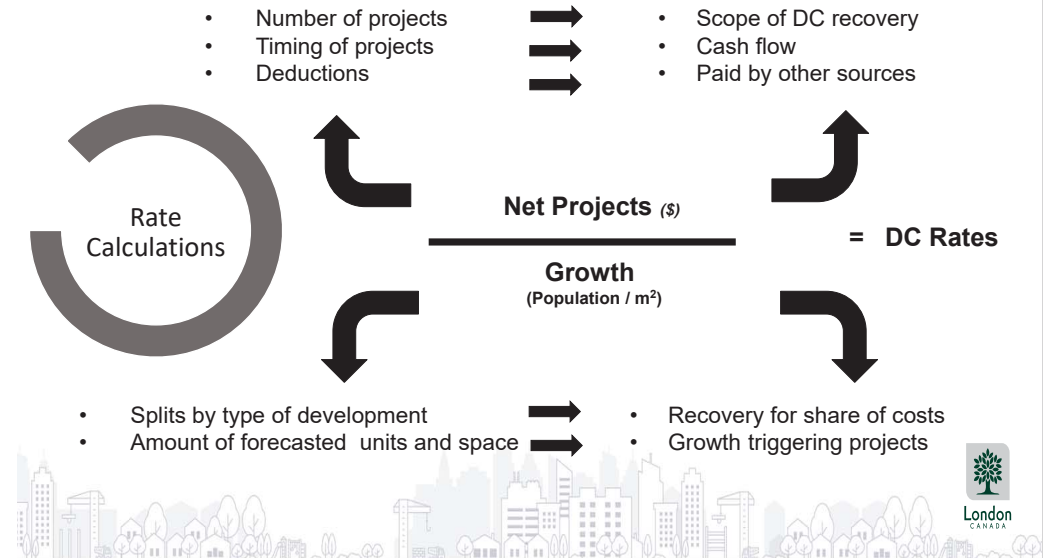 • Number of projects
• Timing of projects
• Deductions
• Scope of DC recovery
• Cash flow
• Paid by other sources
Rate
Calculations
Net Projects ($)
Growth
(Population / m²)
= DC Rates
• Splits by type of development
• Amount of forecasted units and space
• Recovery for share of costs
• Growth triggering projects
London
CANADA